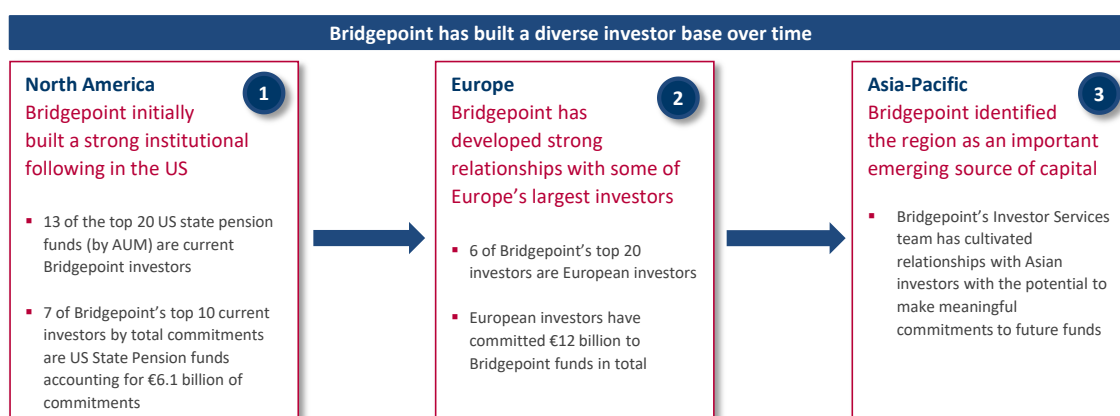 Bridgepoint has built a diverse investor base over time
North America
1
Bridgepoint initially
built a strong institutional
following in the US
▪ 13 of the top 20 US state pension
funds (by AUM) are current
Bridgepoint investors
▪ 7 of Bridgepoint's top 10 current
investors by total commitments
are US State Pension funds
accounting for €6.1 billion of
commitments
Europe
2
Bridgepoint has
developed strong
relationships with some of
Europe's largest investors
▪ 6 of Bridgepoint's top 20
investors are European investors
▪ European investors have
committed €12 billion to
Bridgepoint funds in total
Asia-Pacific
3
Bridgepoint identified
the region as an important
emerging source of capital
▪ Bridgepoint's Investor Services
team has cultivated
relationships with Asian
investors with the potential to
make meaningful
commitments to future funds